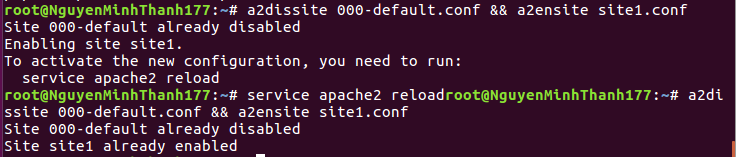 root@NguyenMinhThanh177:~# a2dissite 000-default.conf && a2ensite site1.conf
Site 000-default already disabled
Enabling site site1.
To activate the new configuration, you need to run:
  service apache2 reload
root@NguyenMinhThanh177:~# service apache2 reloadroot@NguyenMinhThanh177:~# a2di
ssite 000-default.conf && a2ensite site1.conf
Site 000-default already disabled
Site site1 already enabled